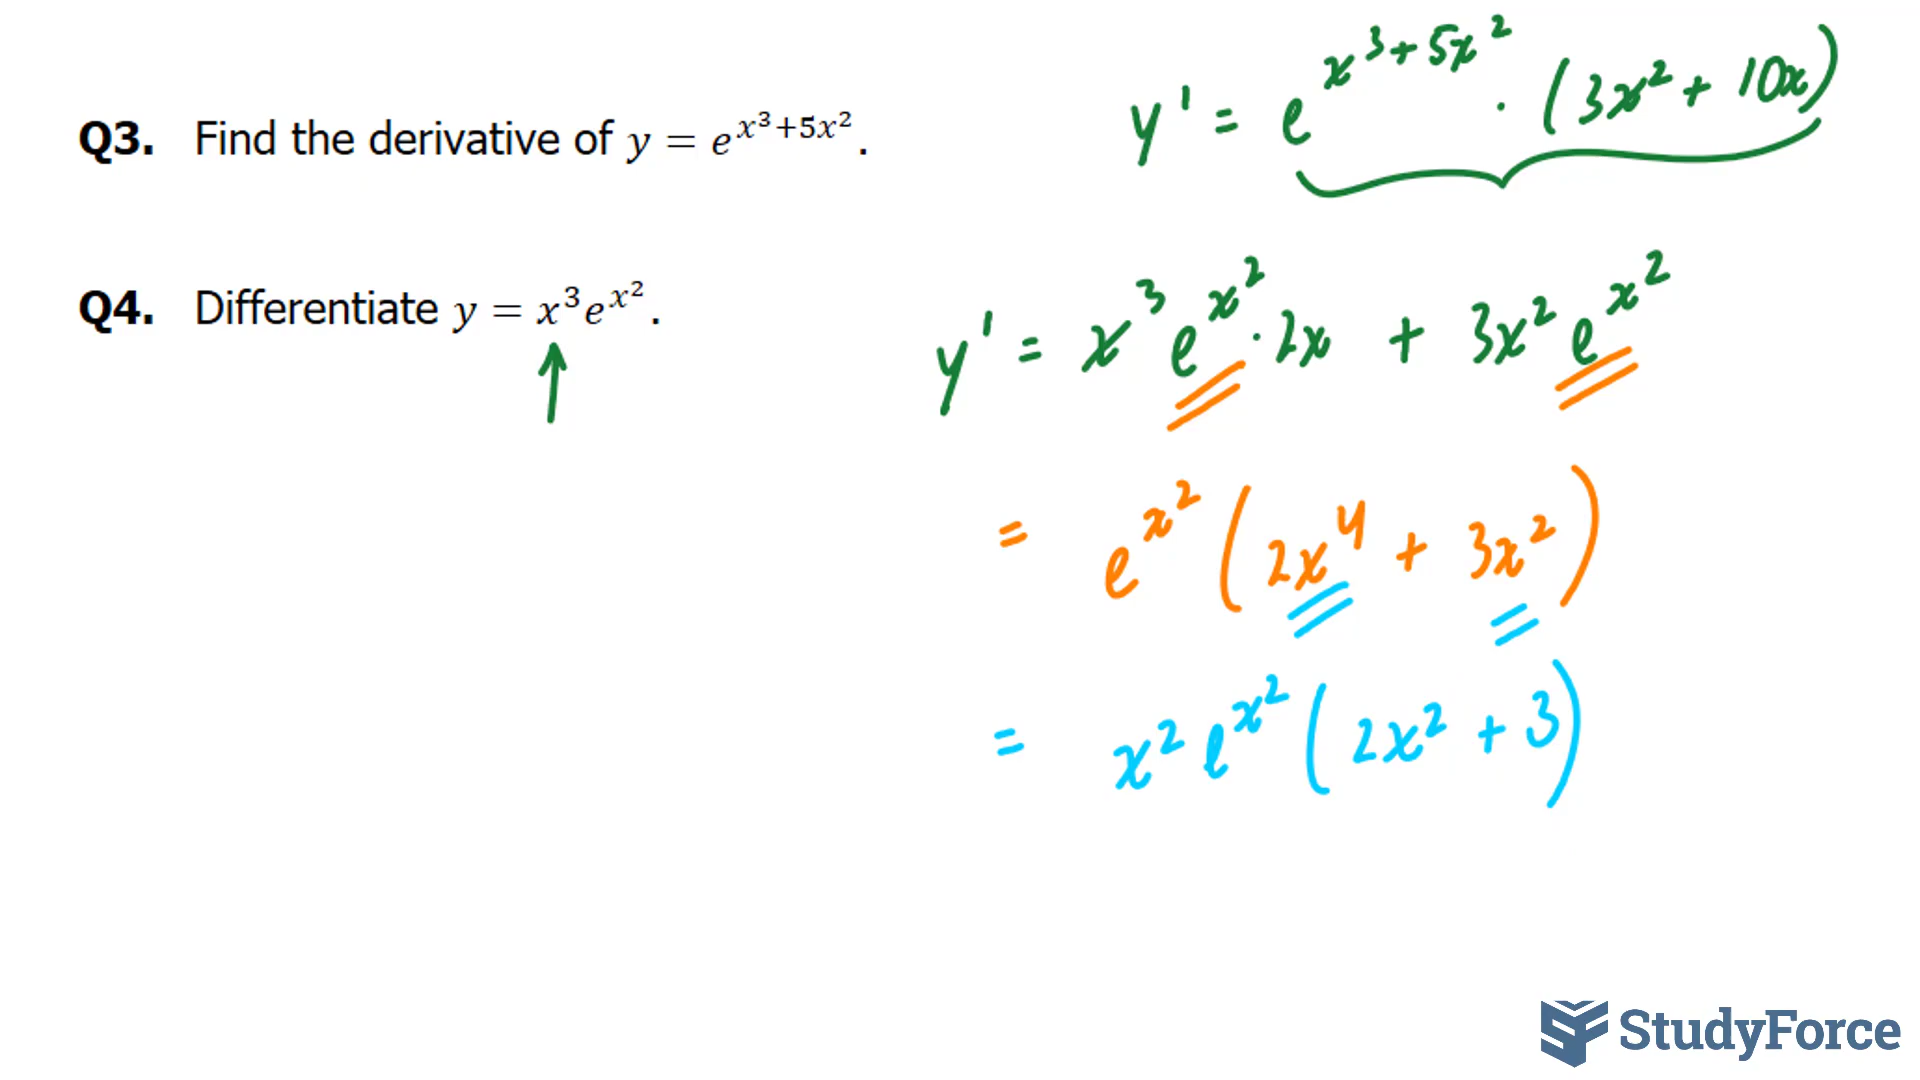 Q3. Find the derivative of y = e^{x³+5x²}.
y' = e^{x³+5x²} · (3x² + 10x)
Q4. Differentiate y = x³e^{x²}.
y' = x³e^{x²} · 2x + 3x²e^{x²}
= e^{x²}(2x⁴ + 3x²)
= x²e^{x²}(2x² + 3)
StudyForce